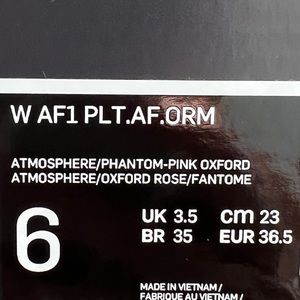 W AF1 PLT.AF.ORM
ATMOSPHERE/PHANTOM-PINK OXFORD
ATMOSPHERE/OXFORD ROSE/FANTOME
6
UK 3.5 cm 23
BR 35 EUR 36.5
MADE IN VIETNAM /
FABRIQUÉ AU VIETNAM /